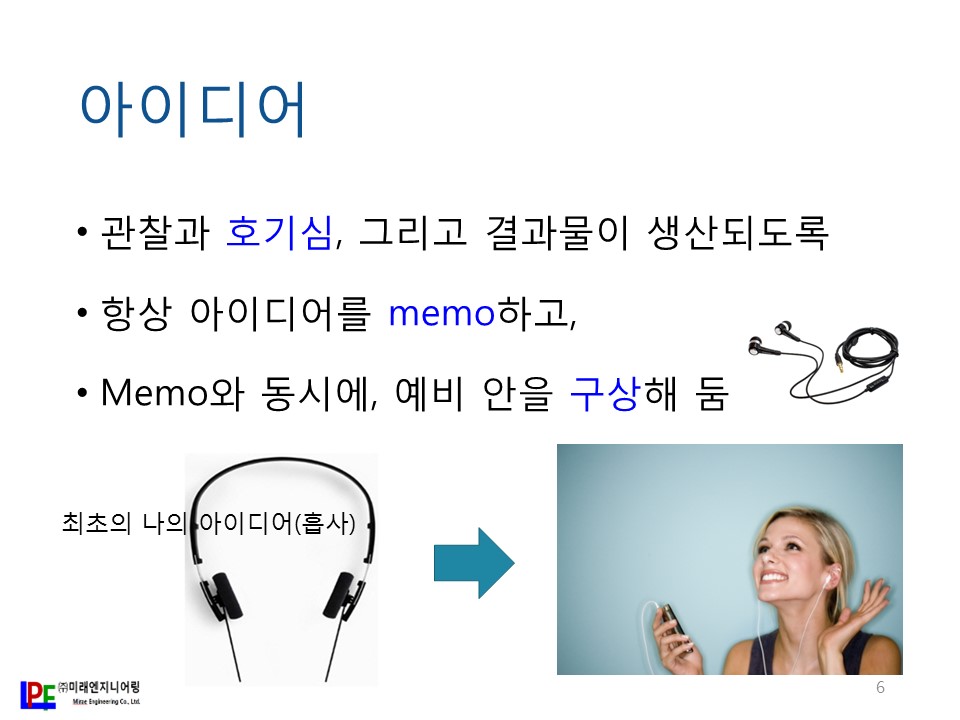 아이디어
• 관찰과 호기심, 그리고 결과물이 생산되도록
• 항상 아이디어를 memo하고,
• Memo와 동시에, 예비 안을 구상해 둠
최초의 나의 아이디어(흡사)
LPE ㈜미래엔지니어링
Mirae Engineering Co., Ltd.
6